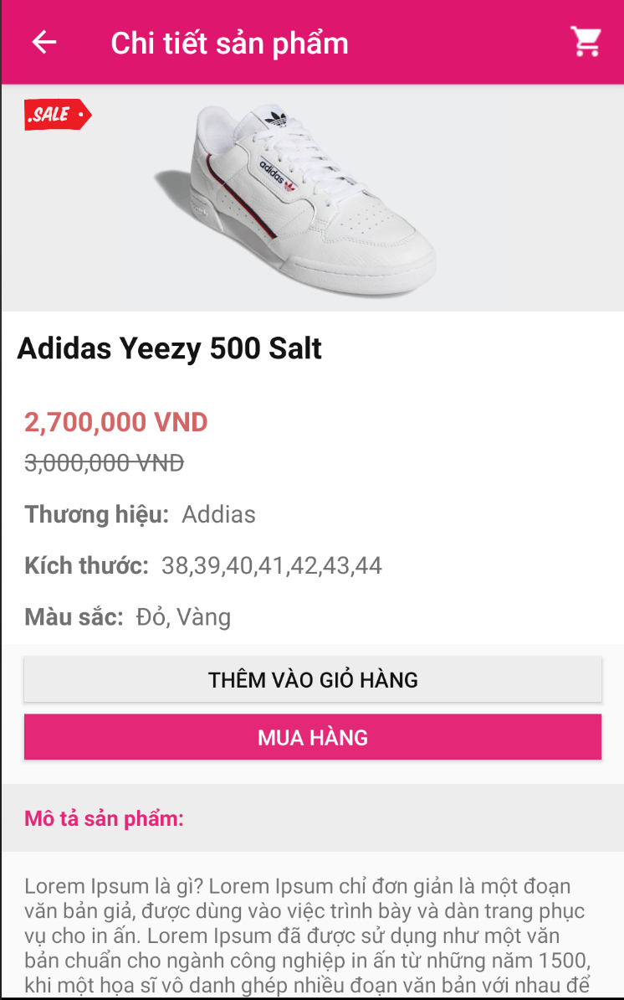 Chi tiết sản phẩm
.SALE
adidas
Adidas Yeezy 500 Salt
2,700,000 VND
3,000,000 VND
Thương hiệu: Addias
Kích thước: 38,39,40,41,42,43,44
Màu sắc: Đỏ, Vàng
THÊM VÀO GIỎ HÀNG
MUA HÀNG
Mô tả sản phẩm:
Lorem Ipsum là gì? Lorem Ipsum chỉ đơn giản là một đoạn
văn bản giả, được dùng vào việc trình bày và dàn trang phục
vụ cho in ấn. Lorem Ipsum đã được sử dụng như một văn
bản chuẩn cho ngành công nghiệp in ấn từ những năm 1500,
khi một họa sĩ vô danh ghép nhiều đoạn văn bản với nhau để